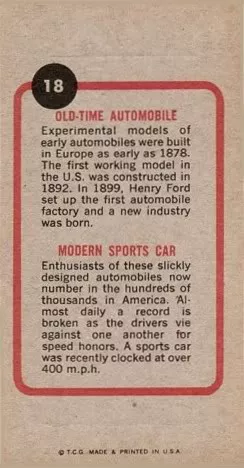 18
OLD-TIME AUTOMOBILE
Experimental models of
early automobiles were built
in Europe as early as 1878.
The first working model in
the U.S. was constructed in
1892. In 1899, Henry Ford
set up the first automobile
factory and a new industry
was born.
MODERN SPORTS CAR
Enthusiasts of these slickly
designed automobiles now
number in the hundreds of
thousands in America. Al-
most daily a record is
broken as the drivers vie
against one another for
speed honors. A sports car
was recently clocked at over
400 m.p.h.
© T.C.G. MADE & PRINTED IN U.S.A.